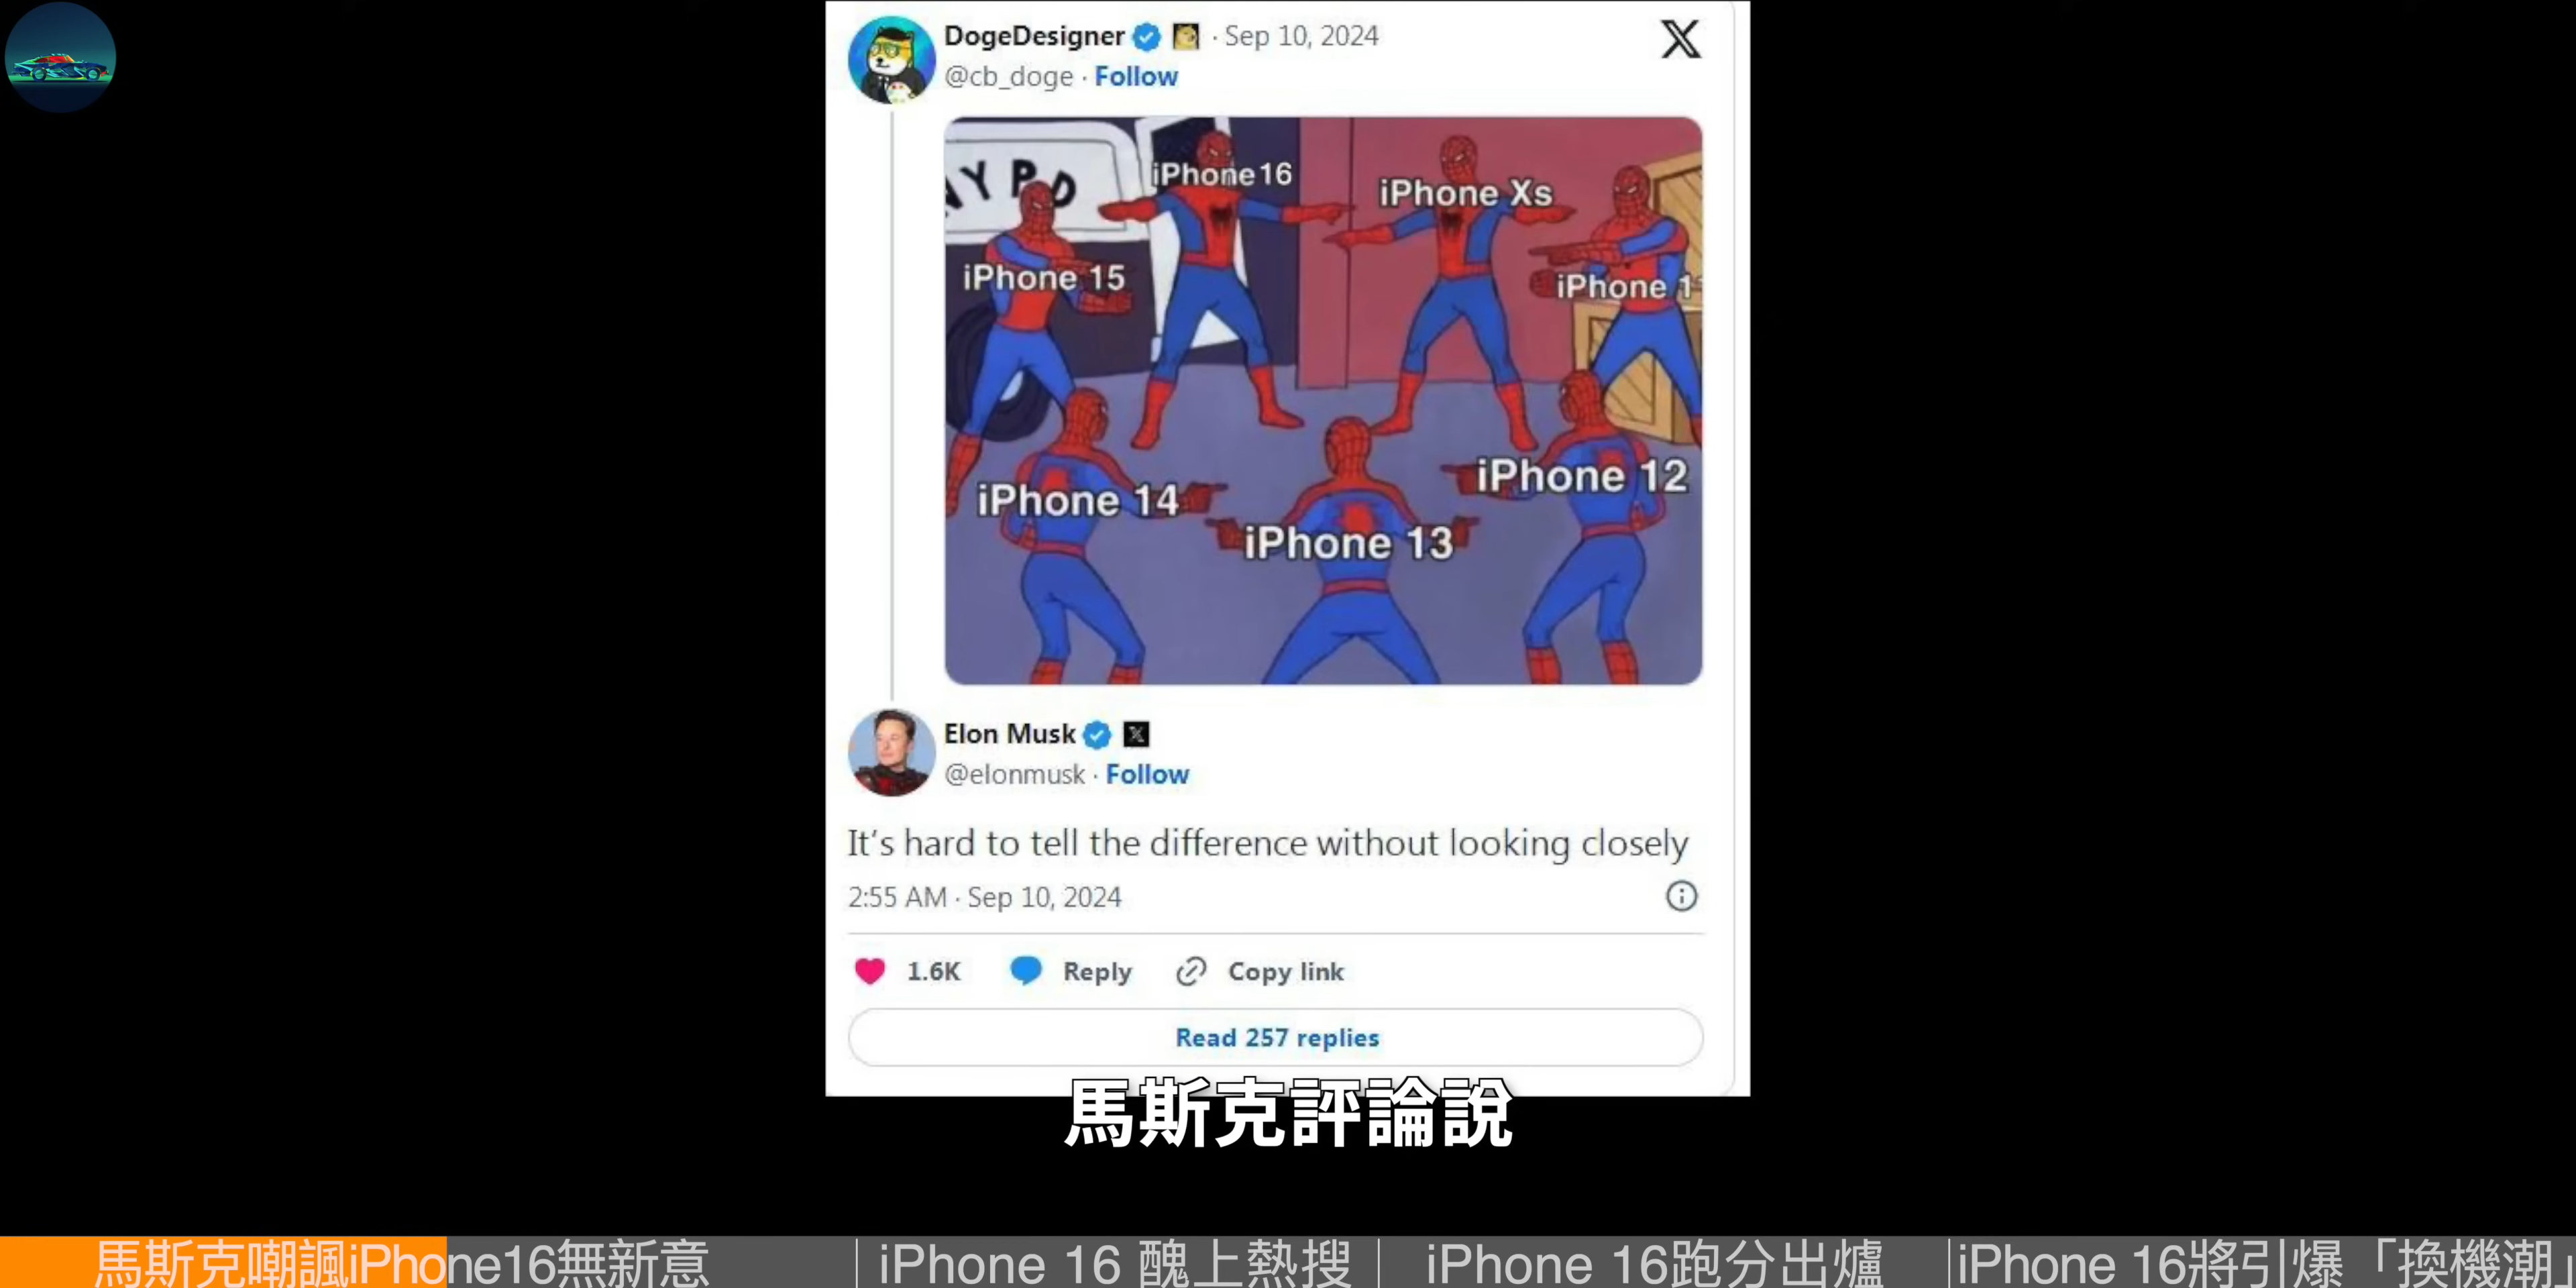 DogeDesigner · Sep 10, 2024
@cb_doge · Follow
AY PD
iPhone 16
iPhone Xs
iPhone 15
iPhone 1
iPhone 14
iPhone 12
iPhone 13
Elon Musk
@elonmusk · Follow
It's hard to tell the difference without looking closely
2:55 AM · Sep 10, 2024
1.6K Reply Copy link
Read 257 replies
馬斯克評論說
馬斯克嘲諷iPhone16無新意 | iPhone 16 醜上熱搜 | iPhone 16跑分出爐 |iPhone 16將引爆「換機潮